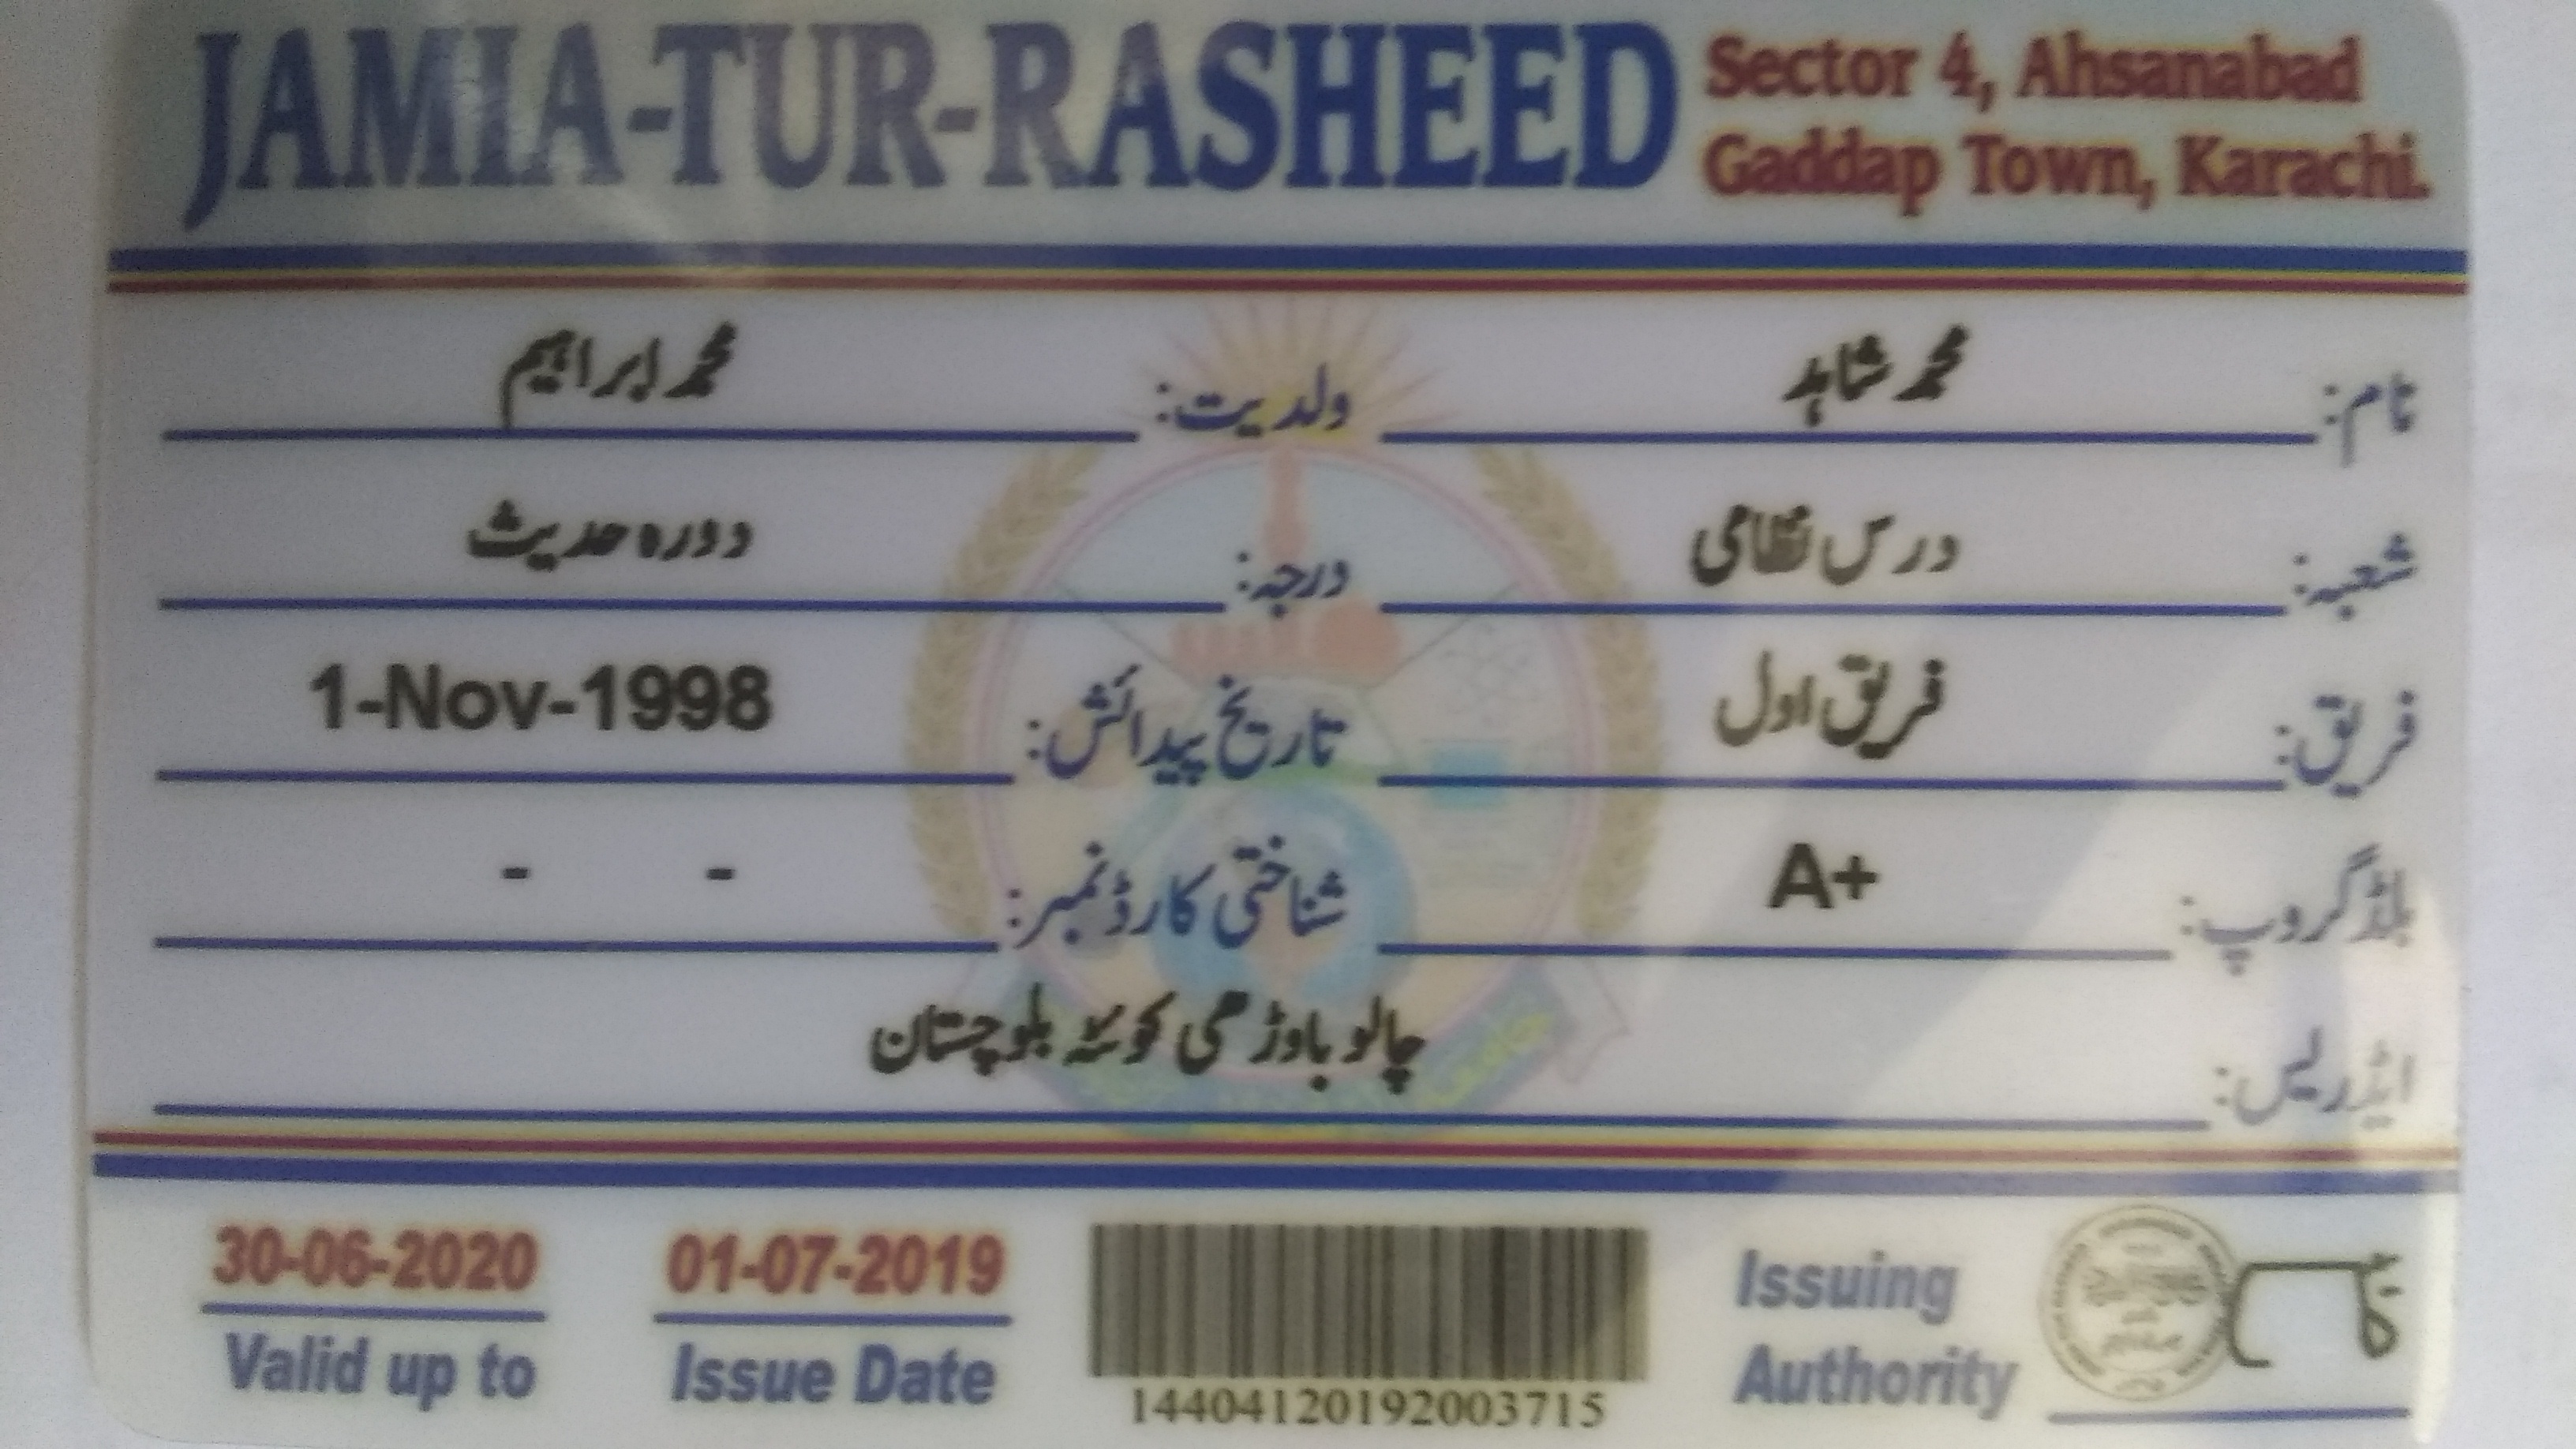 JAMIA-TUR-RASHEED
Sector 4, Ahsanabad
Gaddap Town, Karachi.
نام: محمد شاہد ولدیت: محمد ابراہیم
شعبہ: درس نظامی درجہ: دورہ حدیث
فریق: فریق اول تاریخ پیدائش: 1-Nov-1998
بلڈ گروپ: A+ شناختی کارڈ نمبر: - -
ایڈریس: چالو باوڑھی کوئٹہ بلوچستان
30-06-2020 01-07-2019
Valid up to Issue Date
14404120192003715
Issuing
Authority